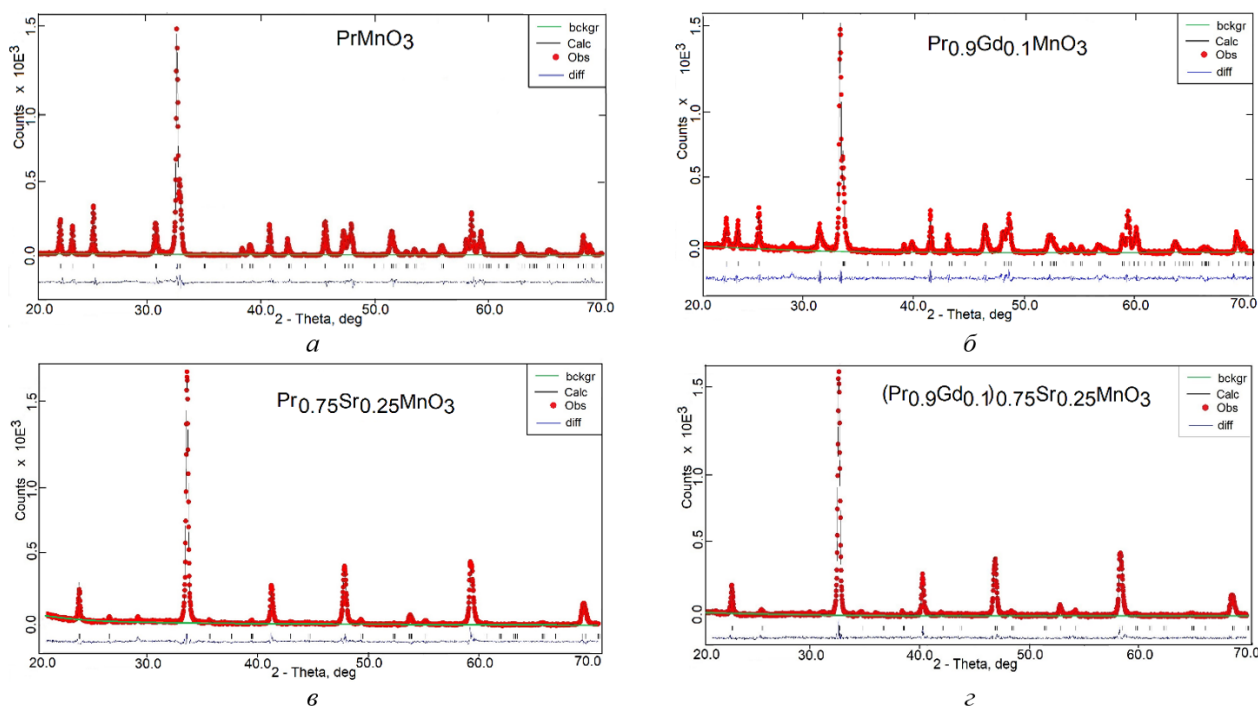 PrMnO3
bckgr
Calc
Obs
diff
Counts x 10E3
1.5
1.0
0.5
0.0
20.0 30.0 40.0 50.0 60.0 70.0
2 - Theta, deg
а
Pr0.9Gd0.1MnO3
bckgr
Calc
Obs
diff
Counts x 10E3
1.5
1.0
0.5
0.0
20.0 30.0 40.0 50.0 60.0 70.0
2 - Theta, deg
б
Pr0.75Sr0.25MnO3
bckgr
Calc
Obs
diff
Counts x 10E3
1.5
1.0
0.5
0.0
20.0 30.0 40.0 50.0 60.0 70.0
2 - Theta, deg
в
(Pr0.9Gd0.1)0.75Sr0.25MnO3
bckgr
Calc
Obs
diff
Counts x 10E3
1.5
1.0
0.5
0.0
20.0 30.0 40.0 50.0 60.0 70.0
2 - Theta, deg
г